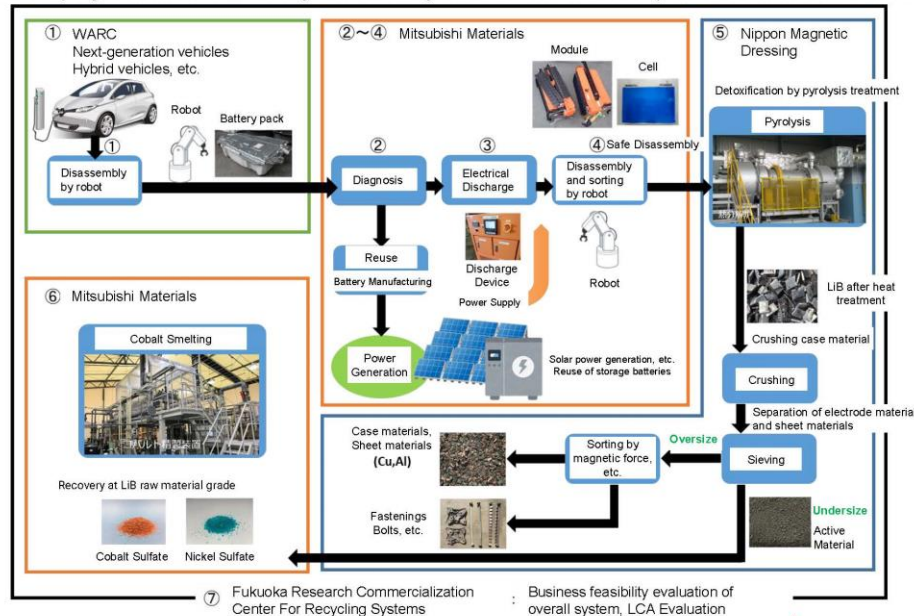 ① WARC
Next-generation vehicles
Hybrid vehicles, etc.
Robot
Battery pack
①
Disassembly
by robot
②～④ Mitsubishi Materials
Module
Cell
②
Diagnosis
③
Electrical
Discharge
④ Safe Disassembly
Disassembly
and sorting
by robot
Reuse
Battery Manufacturing
Discharge
Device
Robot
Power Supply
Power
Generation
Solar power generation, etc.
Reuse of storage batteries
⑤ Nippon Magnetic
Dressing
Detoxification by pyrolysis treatment
Pyrolysis
LiB after heat
treatment
Crushing case material
Crushing
Separation of electrode material
and sheet materials
Sieving
Oversize
Undersize
Active
Material
Sorting by
magnetic force,
etc.
Case materials,
Sheet materials
(Cu,Al)
Fastenings
Bolts, etc.
⑥ Mitsubishi Materials
Cobalt Smelting
Recovery at LiB raw material grade
Cobalt Sulfate
Nickel Sulfate
⑦ Fukuoka Research Commercialization
Center For Recycling Systems
: Business feasibility evaluation of
overall system, LCA Evaluation